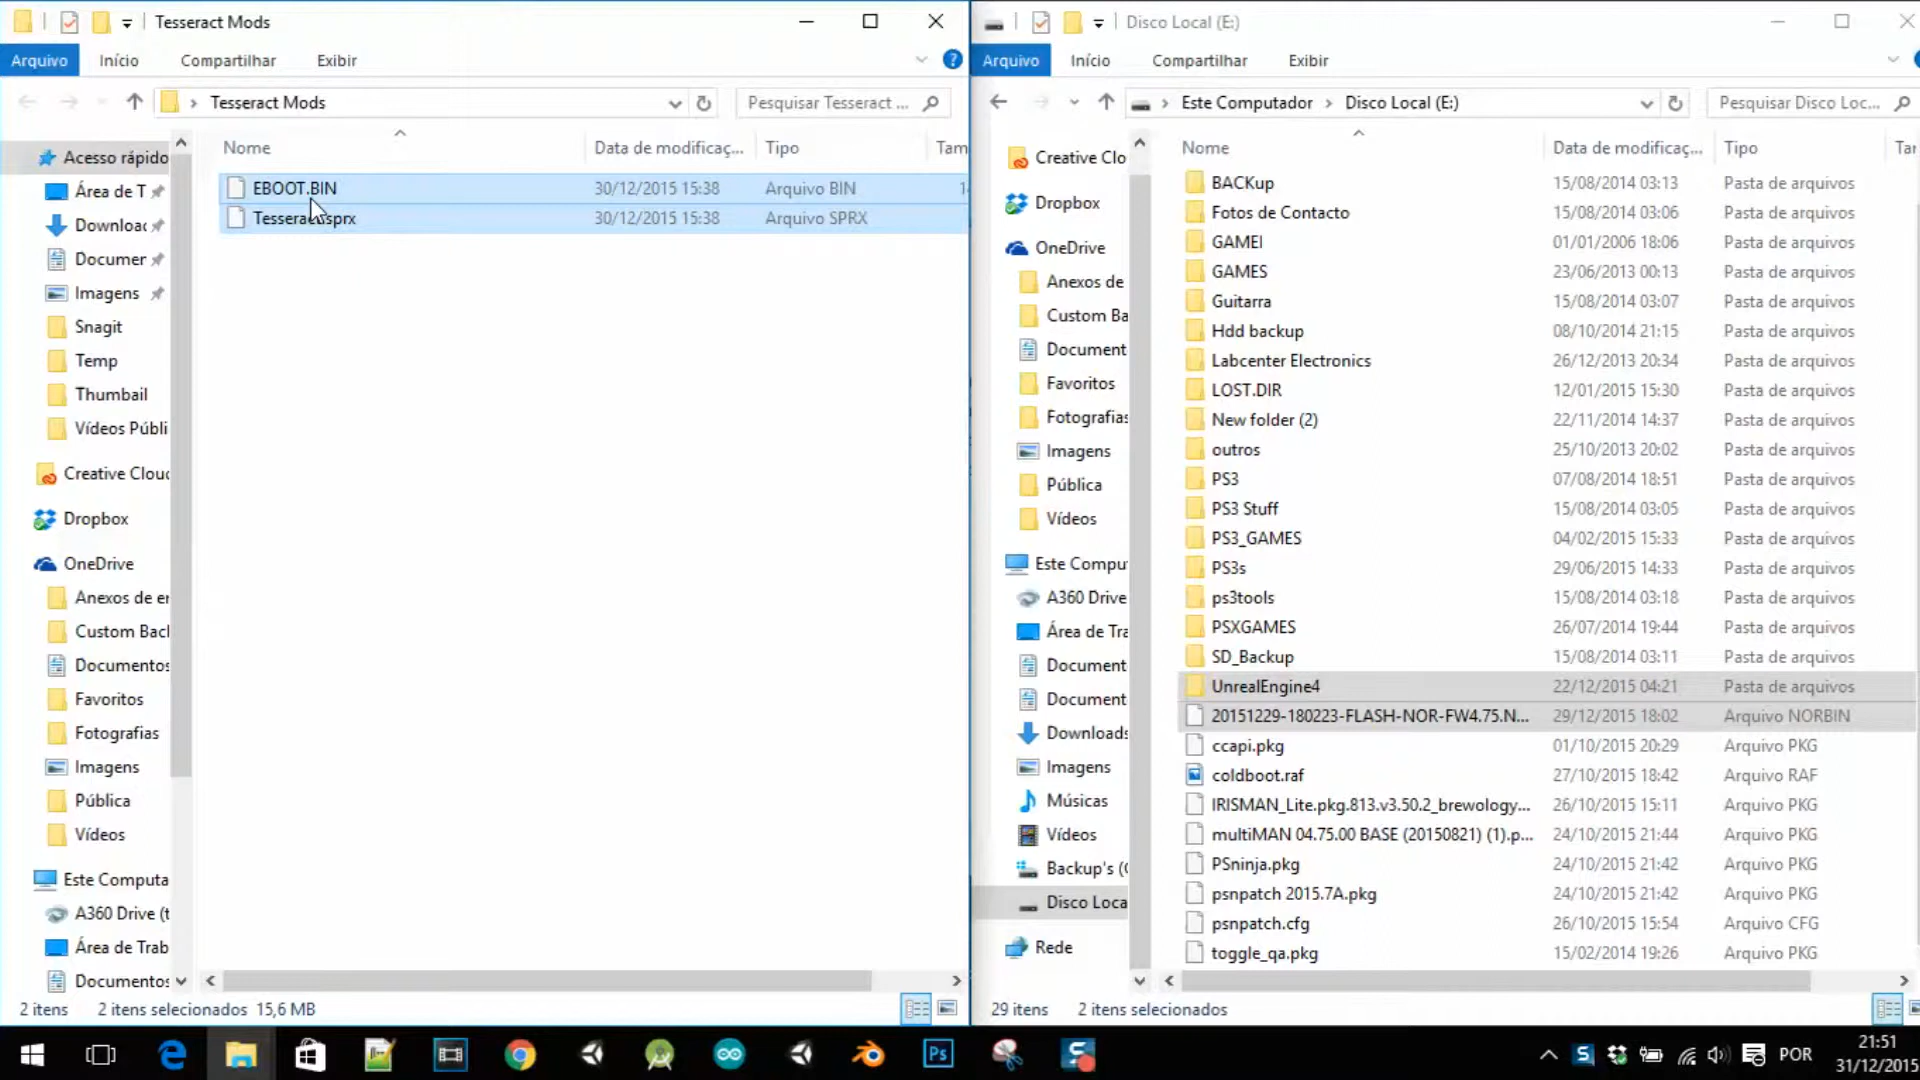 Tesseract Mods
Arquivo Início Compartilhar Exibir
Tesseract Mods
Pesquisar Tesseract ...
Acesso rápido
Área de T
Downloac
Documer
Imagens
Snagit
Temp
Thumbail
Vídeos Públi
Creative Clouc
Dropbox
OneDrive
Anexos de er
Custom Bacl
Documentos
Favoritos
Fotografias
Imagens
Pública
Vídeos
Este Computa
A360 Drive (t
Área de Trab
Documentos
Nome Data de modificaç... Tipo Tam
EBOOT.BIN 30/12/2015 15:38 Arquivo BIN 1
Tesseract.sprx 30/12/2015 15:38 Arquivo SPRX
2 itens 2 itens selecionados 15,6 MB
Disco Local (E:)
Arquivo Início Compartilhar Exibir
Este Computador Disco Local (E:)
Pesquisar Disco Loc...
Creative Clo
Dropbox
OneDrive
Anexos de
Custom Ba
Document
Favoritos
Fotografias
Imagens
Pública
Vídeos
Este Compu
A360 Drive
Área de Tra
Document
Document
Downloads
Imagens
Músicas
Vídeos
Backup's (
Disco Loca
Rede
Nome Data de modificaç... Tipo Tar
BACKup 15/08/2014 03:13 Pasta de arquivos
Fotos de Contacto 15/08/2014 03:06 Pasta de arquivos
GAMEI 01/01/2006 18:06 Pasta de arquivos
GAMES 23/06/2013 00:13 Pasta de arquivos
Guitarra 15/08/2014 03:07 Pasta de arquivos
Hdd backup 08/10/2014 21:15 Pasta de arquivos
Labcenter Electronics 26/12/2013 20:34 Pasta de arquivos
LOST.DIR 12/01/2015 15:30 Pasta de arquivos
New folder (2) 22/11/2014 14:37 Pasta de arquivos
outros 25/10/2013 20:02 Pasta de arquivos
PS3 07/08/2014 18:51 Pasta de arquivos
PS3 Stuff 15/08/2014 03:05 Pasta de arquivos
PS3_GAMES 04/02/2015 15:33 Pasta de arquivos
PS3s 29/06/2015 14:33 Pasta de arquivos
ps3tools 15/08/2014 03:18 Pasta de arquivos
PSXGAMES 26/07/2014 19:44 Pasta de arquivos
SD_Backup 15/08/2014 03:11 Pasta de arquivos
UnrealEngine4 22/12/2015 04:21 Pasta de arquivos
20151229-180223-FLASH-NOR-FW4.75.N... 29/12/2015 18:02 Arquivo NORBIN
ccapi.pkg 01/10/2015 20:29 Arquivo PKG
coldboot.raf 27/10/2015 18:42 Arquivo RAF
IRISMAN_Lite.pkg.813.v3.50.2_brewology... 26/10/2015 15:11 Arquivo PKG
multiMAN 04.75.00 BASE (20150821) (1).p... 24/10/2015 21:44 Arquivo PKG
PSninja.pkg 24/10/2015 21:42 Arquivo PKG
psnpatch 2015.7A.pkg 24/10/2015 21:42 Arquivo PKG
psnpatch.cfg 26/10/2015 15:54 Arquivo CFG
toggle_qa.pkg 15/02/2014 19:26 Arquivo PKG
29 itens 2 itens selecionados
Ps
POR
21:51
31/12/2015